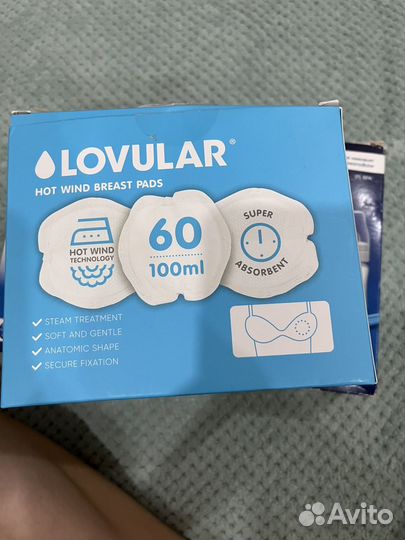 LOVULAR®
HOT WIND BREAST PADS
HOT WIND
TECHNOLOGY
60
100ml
SUPER
ABSORBENT
STEAM TREATMENT
SOFT AND GENTLE
ANATOMIC SHAPE
SECURE FIXATION
Avito